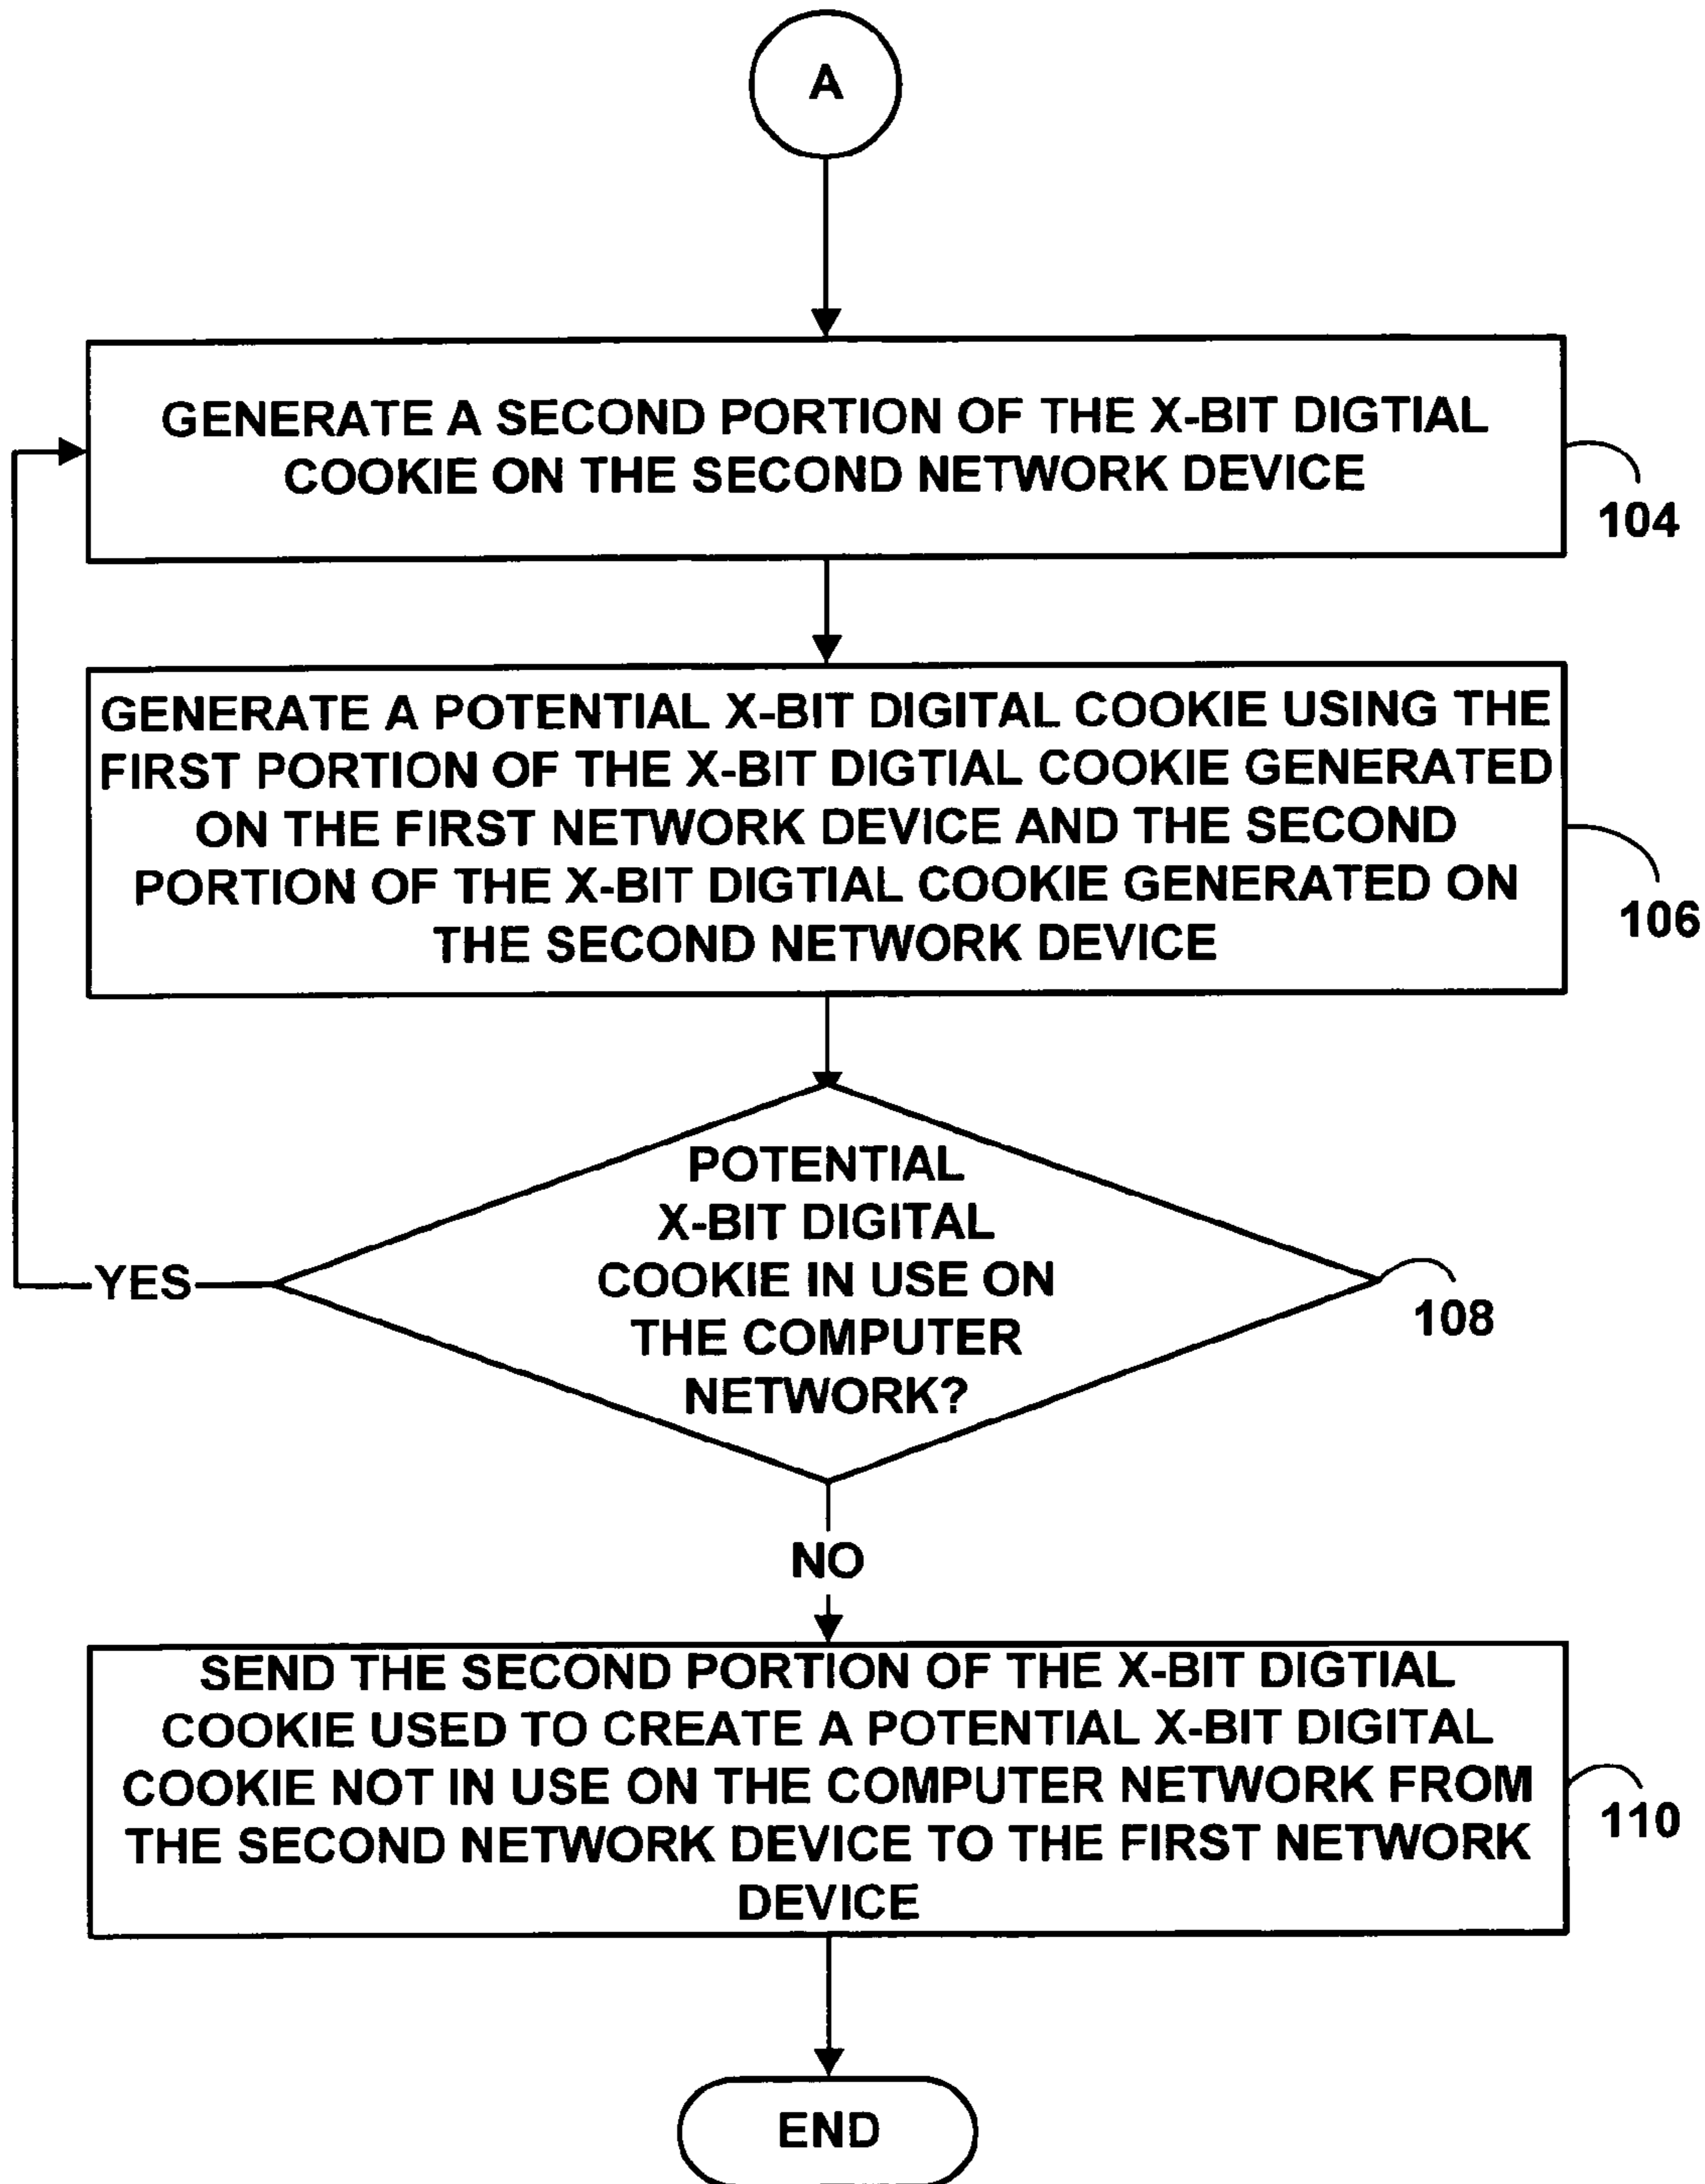 A
GENERATE A SECOND PORTION OF THE X-BIT DIGTIAL
COOKIE ON THE SECOND NETWORK DEVICE
104
GENERATE A POTENTIAL X-BIT DIGITAL COOKIE USING THE
FIRST PORTION OF THE X-BIT DIGTIAL COOKIE GENERATED
ON THE FIRST NETWORK DEVICE AND THE SECOND
PORTION OF THE X-BIT DIGTIAL COOKIE GENERATED ON
THE SECOND NETWORK DEVICE
106
POTENTIAL
X-BIT DIGITAL
COOKIE IN USE ON
THE COMPUTER
NETWORK?
YES
108
NO
SEND THE SECOND PORTION OF THE X-BIT DIGTIAL
COOKIE USED TO CREATE A POTENTIAL X-BIT DIGITAL
COOKIE NOT IN USE ON THE COMPUTER NETWORK FROM
THE SECOND NETWORK DEVICE TO THE FIRST NETWORK
DEVICE
110
END